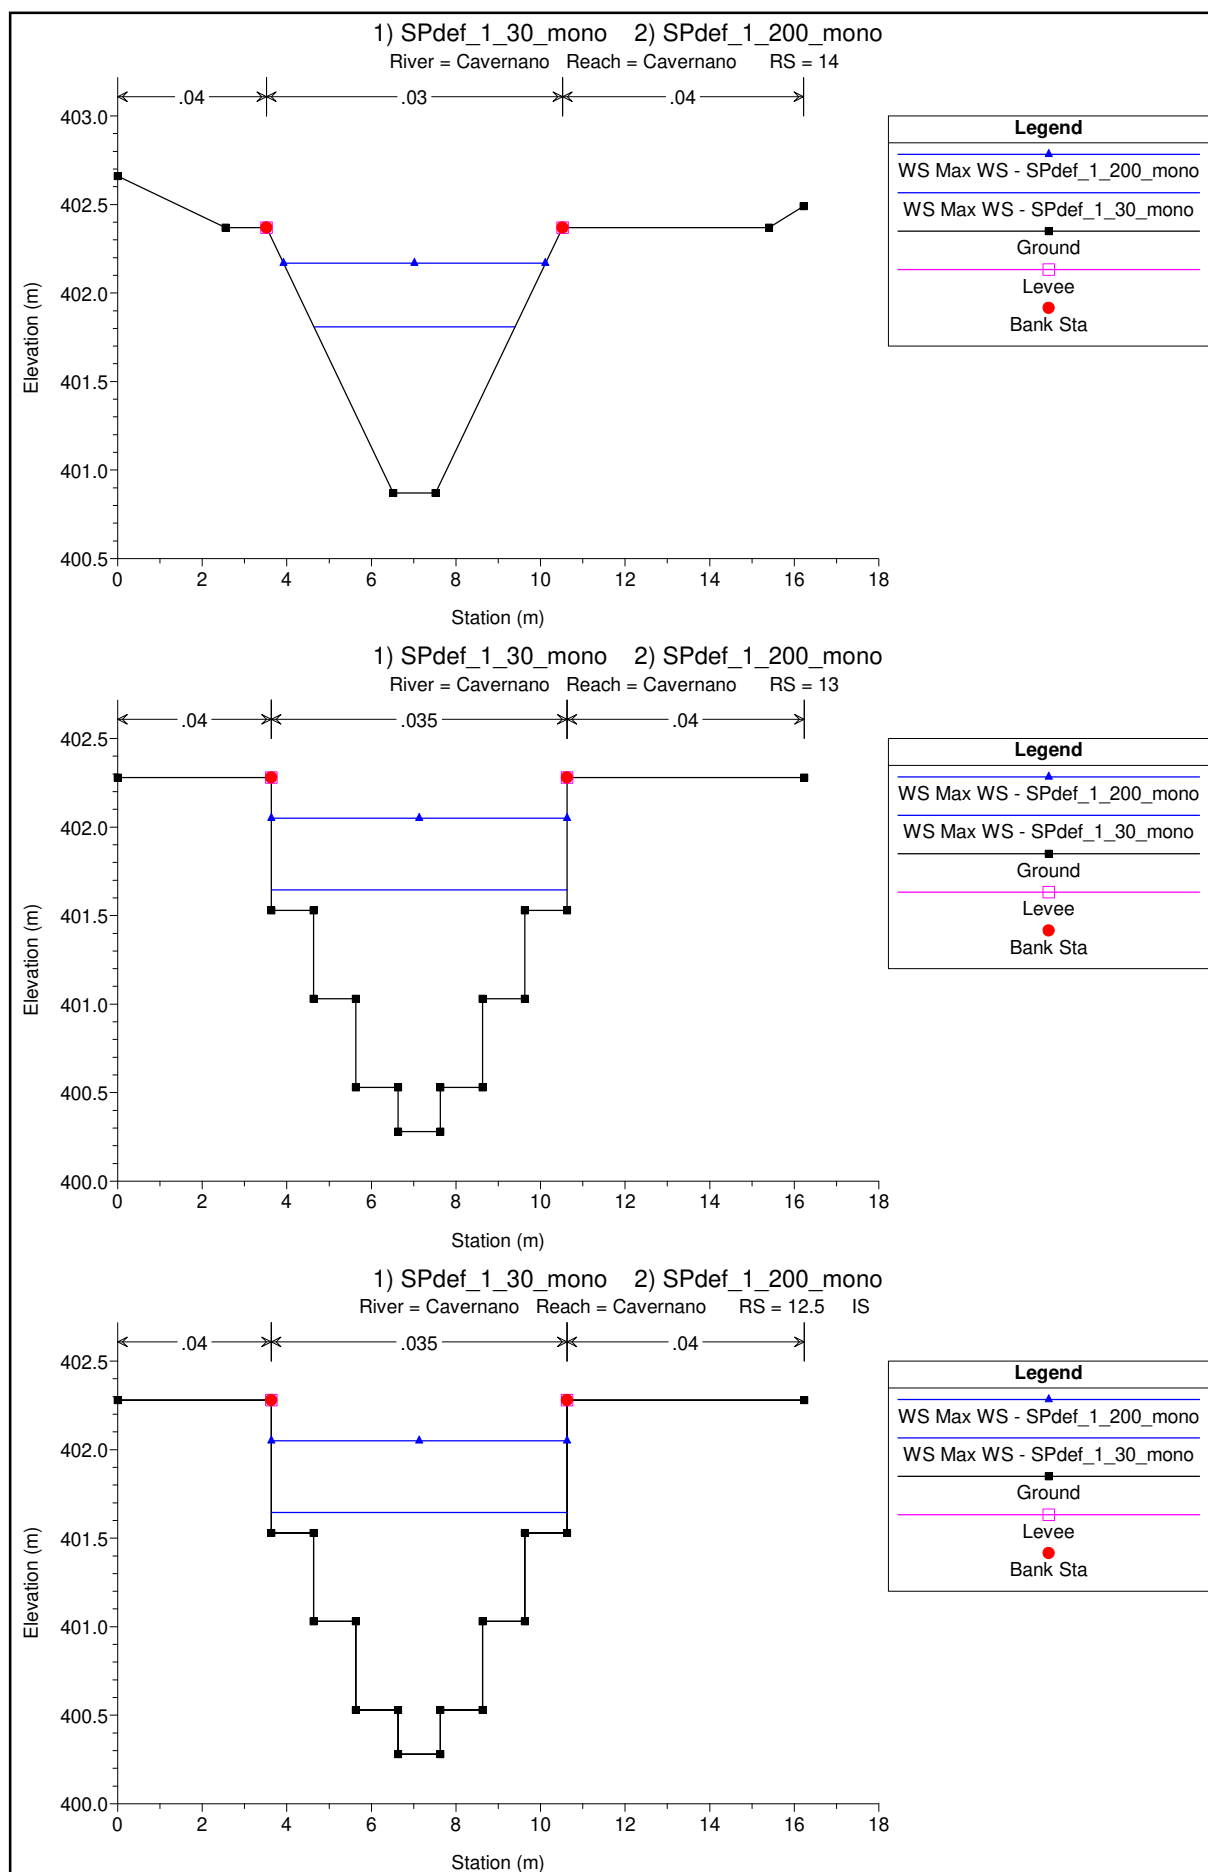 1) SPdef_1_30_mono 2) SPdef_1_200_mono
River = Cavernano Reach = Cavernano RS = 14
.04 .03 .04
403.0
402.5
402.0
401.5
401.0
400.5
Elevation (m)
0 2 4 6 8 10 12 14 16 18
Station (m)
Legend
WS Max WS - SPdef_1_200_mono
WS Max WS - SPdef_1_30_mono
Ground
Levee
Bank Sta
1) SPdef_1_30_mono 2) SPdef_1_200_mono
River = Cavernano Reach = Cavernano RS = 13
.04 .035 .04
402.5
402.0
401.5
401.0
400.5
400.0
Elevation (m)
0 2 4 6 8 10 12 14 16 18
Station (m)
Legend
WS Max WS - SPdef_1_200_mono
WS Max WS - SPdef_1_30_mono
Ground
Levee
Bank Sta
1) SPdef_1_30_mono 2) SPdef_1_200_mono
River = Cavernano Reach = Cavernano RS = 12.5 IS
.04 .035 .04
402.5
402.0
401.5
401.0
400.5
400.0
Elevation (m)
0 2 4 6 8 10 12 14 16 18
Station (m)
Legend
WS Max WS - SPdef_1_200_mono
WS Max WS - SPdef_1_30_mono
Ground
Levee
Bank Sta